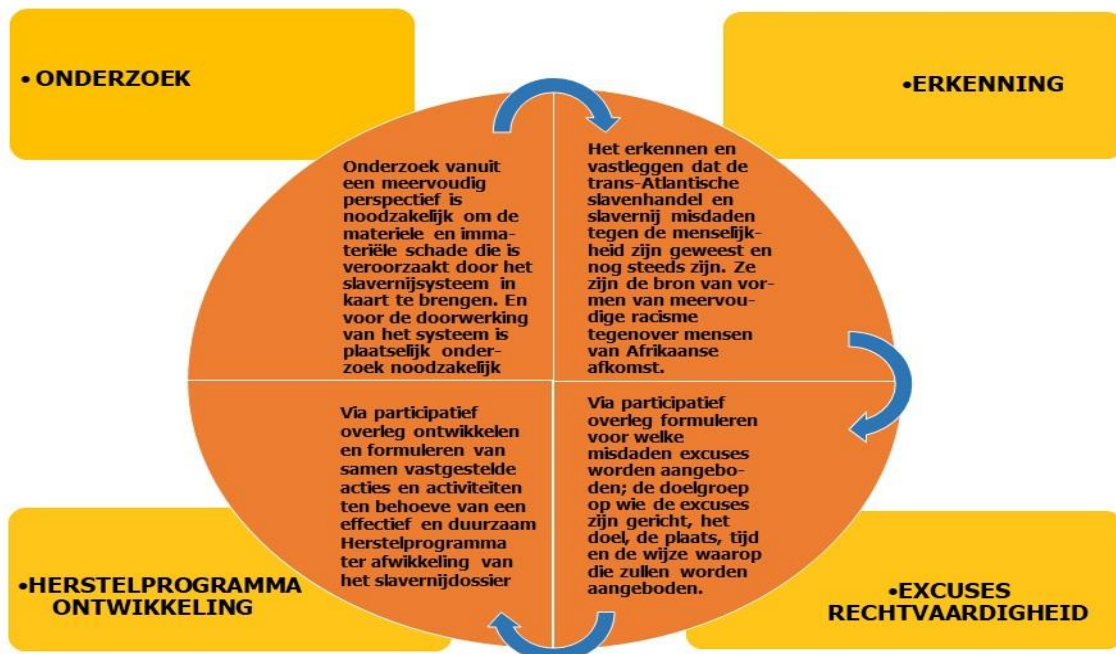 • ONDERZOEK
Onderzoek vanuit
een meervoudig
perspectief is
noodzakelijk om de
materiele en imma-
teriële schade die is
veroorzaakt door het
slavernijsysteem in
kaart te brengen. En
voor de doorwerking
van het systeem is
plaatselijk onder-
zoek noodzakelijk
•ERKENNING
Het erkennen en
vastleggen dat de
trans-Atlantische
slavenhandel en
slavernij misdaden
tegen de menselijk-
heid zijn geweest en
nog steeds zijn. Ze
zijn de bron van vor-
men van meervou-
dige racisme
tegenover mensen
van Afrikaanse
afkomst.
•EXCUSES
RECHTVAARDIGHEID
Via participatief
overleg formuleren
voor welke
misdaden excuses
worden aangebo-
den; de doelgroep
op wie de excuses
zijn gericht, het
doel, de plaats, tijd
en de wijze waarop
die zullen worden
aangeboden.
•HERSTELPROGRAMMA
ONTWIKKELING
Via participatief
overleg ontwikkelen
en formuleren van
samen vastgestelde
acties en activiteiten
ten behoeve van een
effectief en duurzaam
Herstelprogramma
ter afwikkeling van
het slavernijdossier